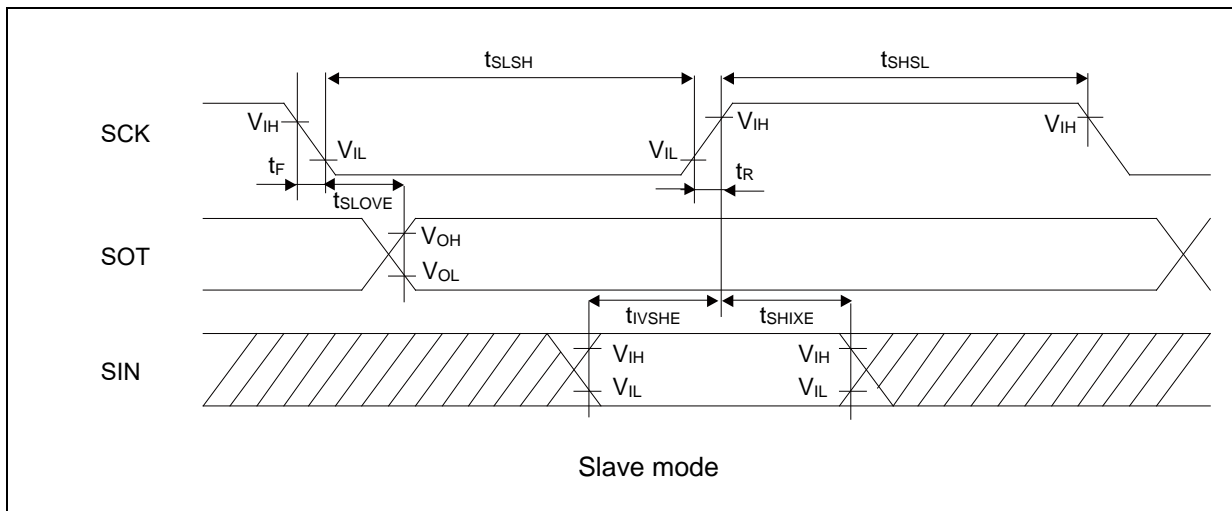 tSLSH
tSHSL
SCK
VIH
VIL
VIL
VIH
VIH
tF
tSLOVE
tR
SOT
VOH
VOL
tIVSHE
tSHIXE
SIN
VIH
VIL
VIH
VIL
Slave mode